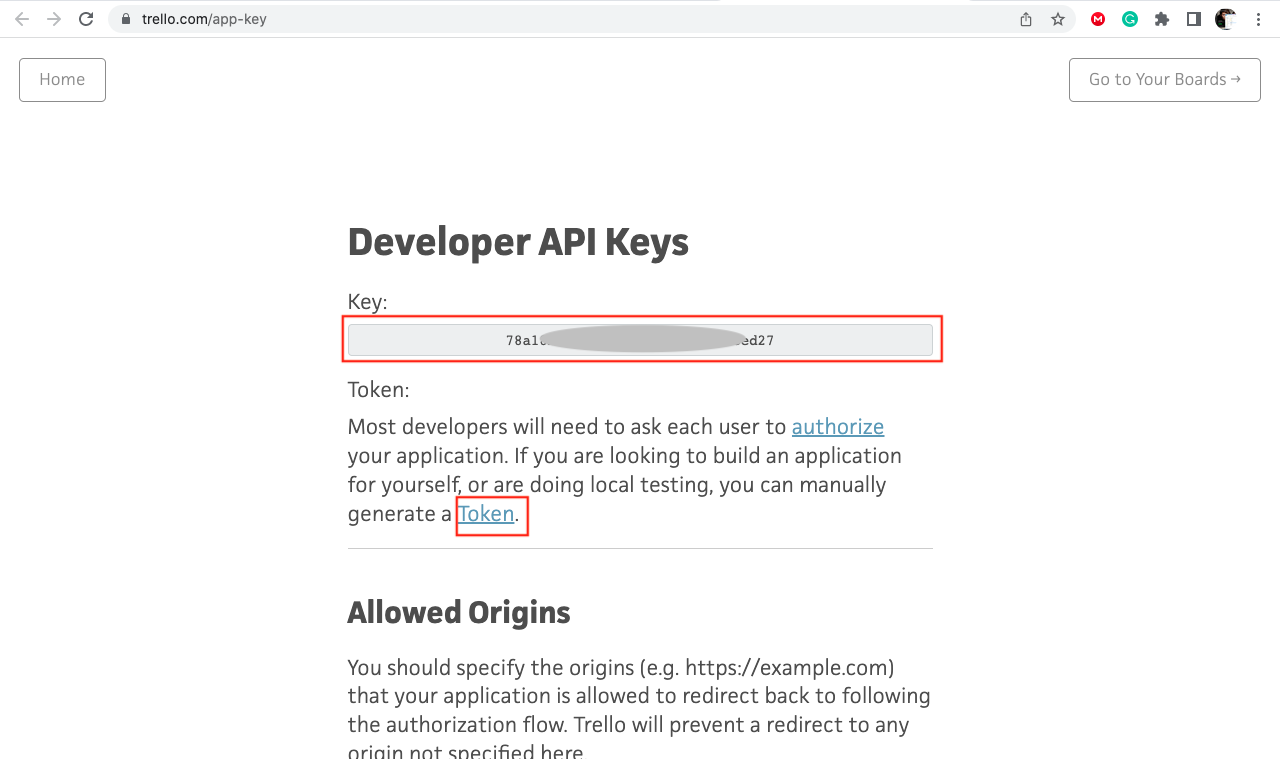 trello.com/app-key
Home
Go to Your Boards →
Developer API Keys
Key:
78a1 ed27
Token:
Most developers will need to ask each user to authorize
your application. If you are looking to build an application
for yourself, or are doing local testing, you can manually
generate a Token.
Allowed Origins
You should specify the origins (e.g. https://example.com)
that your application is allowed to redirect back to following
the authorization flow. Trello will prevent a redirect to any
origin not specified here